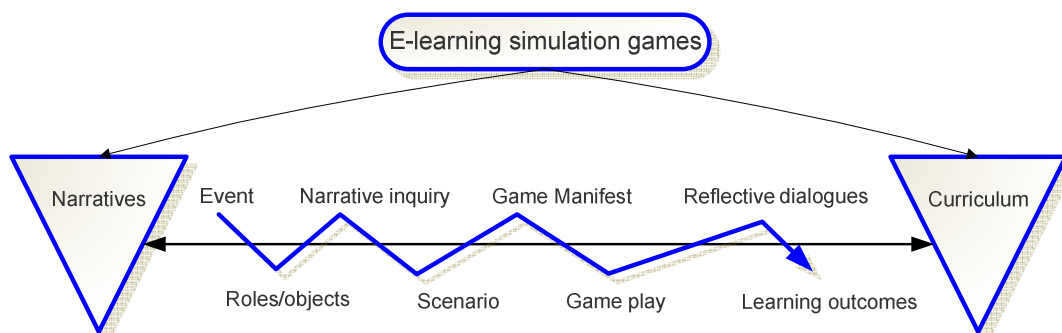 E-learning simulation games
Narratives
Event
Narrative inquiry
Game Manifest
Reflective dialogues
Curriculum
Roles/objects
Scenario
Game play
Learning outcomes